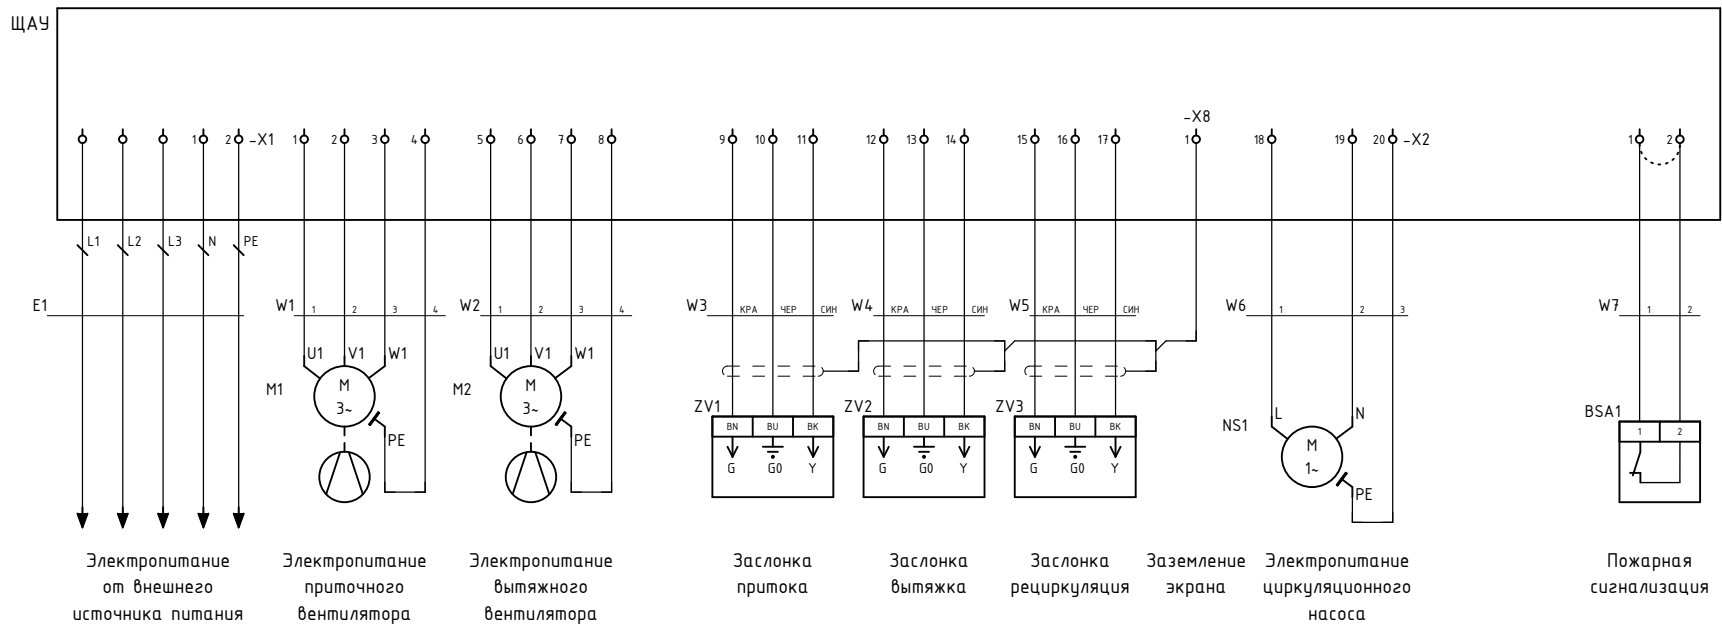 ЩАУ
-X8
1 2 -X1 1 2 3 4 5 6 7 8 9 10 11 12 13 14 15 16 17 1 18 19 20 -X2 1 2
L1 L2 L3 N PE
E1 W1 1 2 3 4 W2 1 2 3 4 W3 КРА ЧЕР СИН W4 КРА ЧЕР СИН W5 КРА ЧЕР СИН W6 1 2 3 W7 1 2
U1 V1 W1 U1 V1 W1
M1 M 3~ M2 M 3~
ZV1 ZV2 ZV3 NS1 L N BSA1
BN BU BK BN BU BK BN BU BK 1 2
PE PE M 1~
G G0 Y G G0 Y G G0 Y
PE
Электропитание
от внешнего
источника питания
Электропитание
приточного
вентилятора
Электропитание
вытяжного
вентилятора
Заслонка
притока
Заслонка
вытяжка
Заслонка
рециркуляция
Заземление
экрана
Электропитание
циркуляционного
насоса
Пожарная
сигнализация